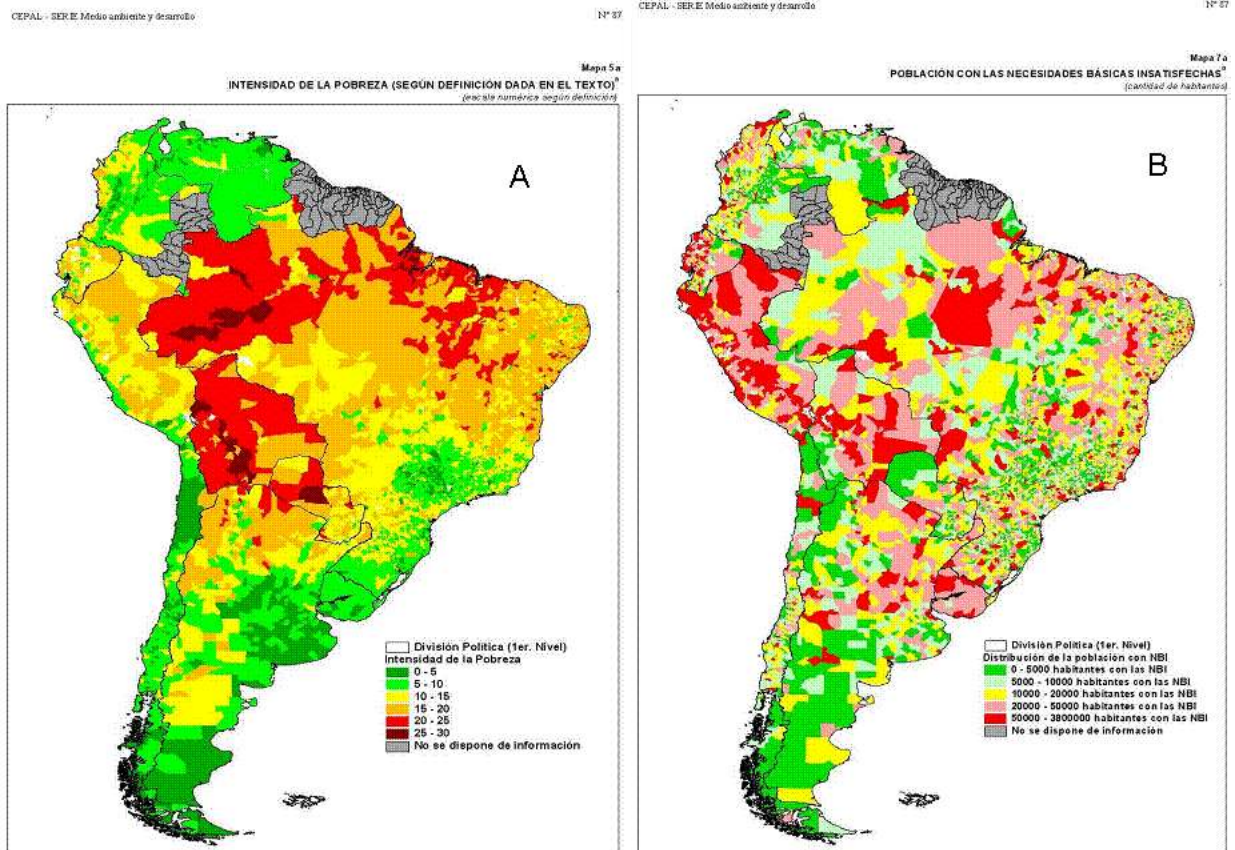 CEPAL - SERIE Medio ambiente y desarrollo N° 87
Mapa 5a
INTENSIDAD DE LA POBREZA (SEGÚN DEFINICIÓN DADA EN EL TEXTO)ª
(escala numérica según definición)
A
División Política (1er. Nivel)
Intensidad de la Pobreza
0 - 5
5 - 10
10 - 15
15 - 20
20 - 25
25 - 30
No se dispone de información
CEPAL - SERIE Medio ambiente y desarrollo N° 87
Mapa 7a
POBLACIÓN CON LAS NECESIDADES BÁSICAS INSATISFECHASª
(cantidad de habitantes)
B
División Política (1er. Nivel)
Distribución de la población con NBI
0 - 5000 habitantes con las NBI
5000 - 10000 habitantes con las NBI
10000 - 20000 habitantes con las NBI
20000 - 50000 habitantes con las NBI
50000 - 3800000 habitantes con las NBI
No se dispone de información